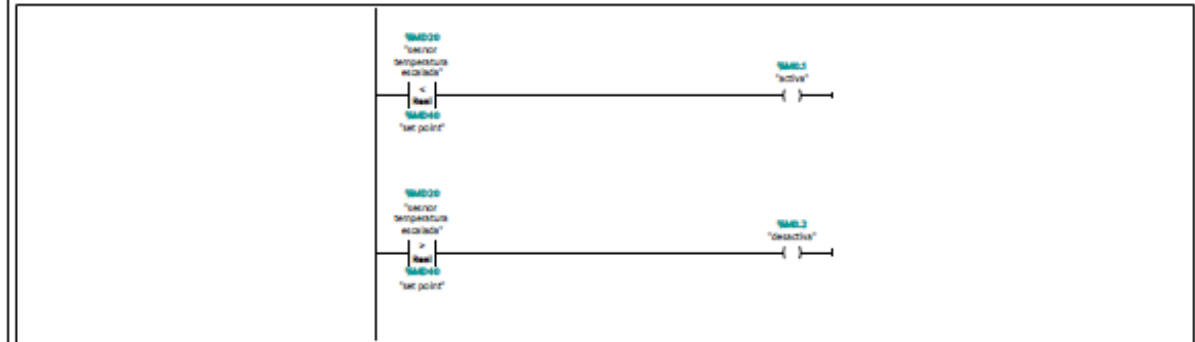 %MD20
"sesnor
temperatura
escalada"
<
Real
%MD40
"set point"
%M0.1
"activa"
%MD20
"sesnor
temperatura
escalada"
>
Real
%MD40
"set point"
%M0.2
"desactiva"